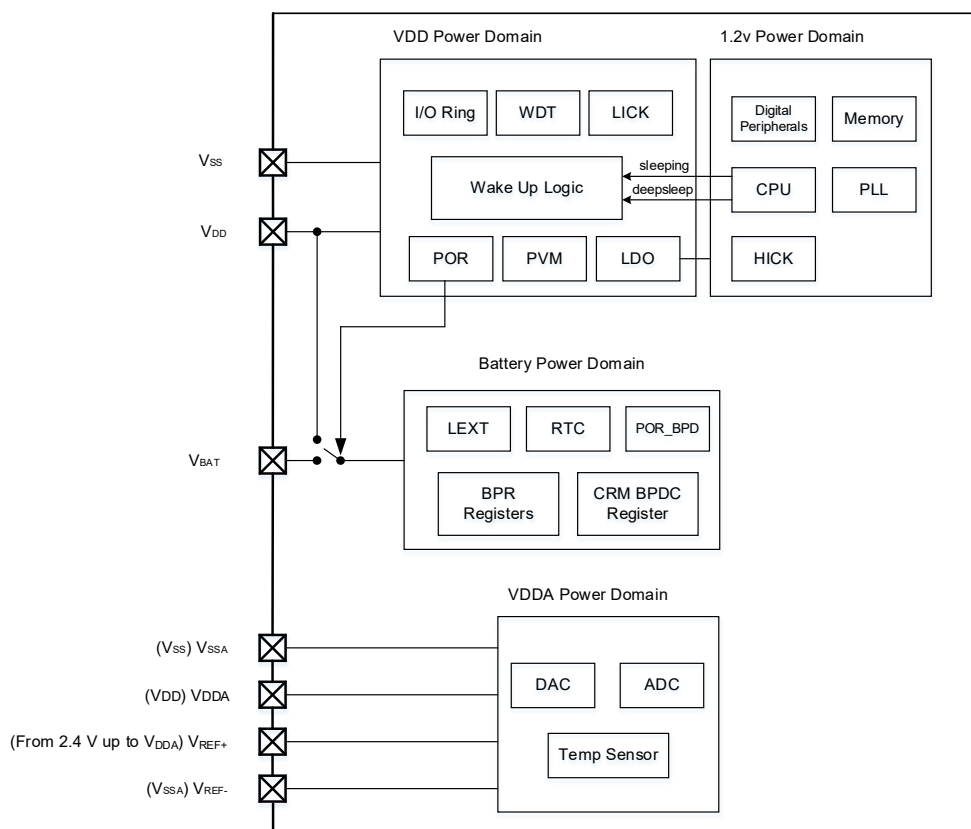 VDD Power Domain
1.2v Power Domain
I/O Ring
WDT
LICK
Digital
Peripherals
Memory
VSS
sleeping
Wake Up Logic
deepsleep
CPU
PLL
VDD
POR
PVM
LDO
HICK
Battery Power Domain
LEXT
RTC
POR_BPD
VBAT
BPR
Registers
CRM BPDC
Register
VDDA Power Domain
(VSS) VSSA
DAC
ADC
(VDD) VDDA
(From 2.4 V up to VDDA) VREF+
Temp Sensor
(VSSA) VREF-